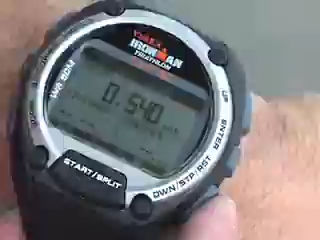 TIMEX
IRONMAN
TRIATHLON
WR 50M
0.540
UP
ENTER
START/SPLIT
DWN/STP/RST